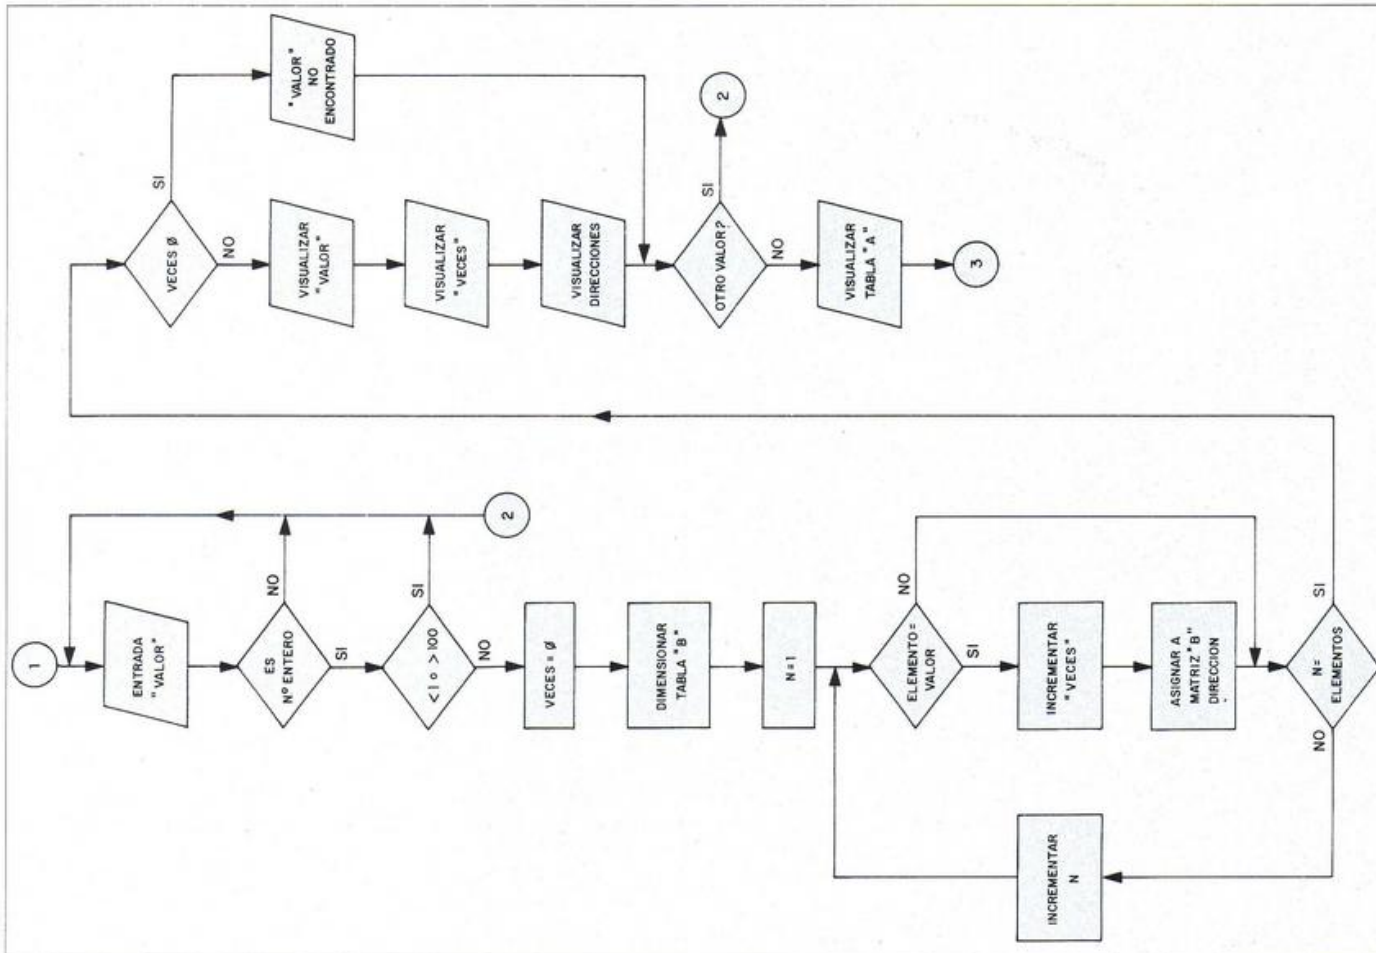 1
ENTRADA
"VALOR"
ES
Nº ENTERO
NO
SI
< 1 o > 100
SI
NO
2
VECES = Ø
DIMENSIONAR
TABLA "B"
N = 1
ELEMENTO =
VALOR
NO
SI
INCREMENTAR
"VECES"
ASIGNAR A
MATRIZ "B"
DIRECCION
N =
ELEMENTOS
NO
SI
INCREMENTAR
N
VECES Ø
SI
NO
"VALOR"
NO
ENCONTRADO
VISUALIZAR
"VALOR"
VISUALIZAR
"VECES"
VISUALIZAR
DIRECCIONES
OTRO VALOR?
SI
2
NO
VISUALIZAR
TABLA "A"
3